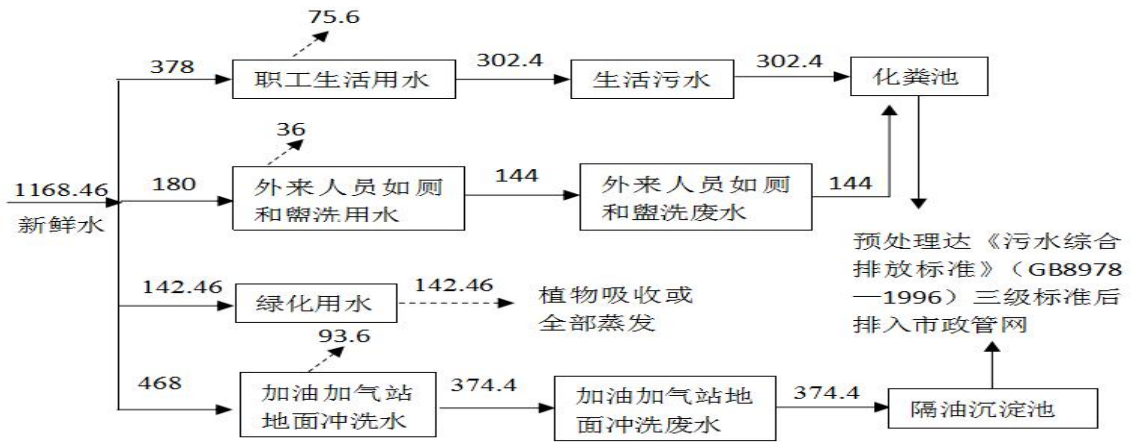 75.6
378
职工生活用水
302.4
生活污水
302.4
化粪池
36
1168.46
新鲜水
180
外来人员如厕
和盥洗用水
144
外来人员如厕
和盥洗废水
144
预处理达《污水综合
排放标准》（GB8978
—1996）三级标准后
排入市政管网
142.46
绿化用水
142.46
植物吸收或
全部蒸发
93.6
468
加油加气站
地面冲洗水
374.4
加油加气站地
面冲洗废水
374.4
隔油沉淀池